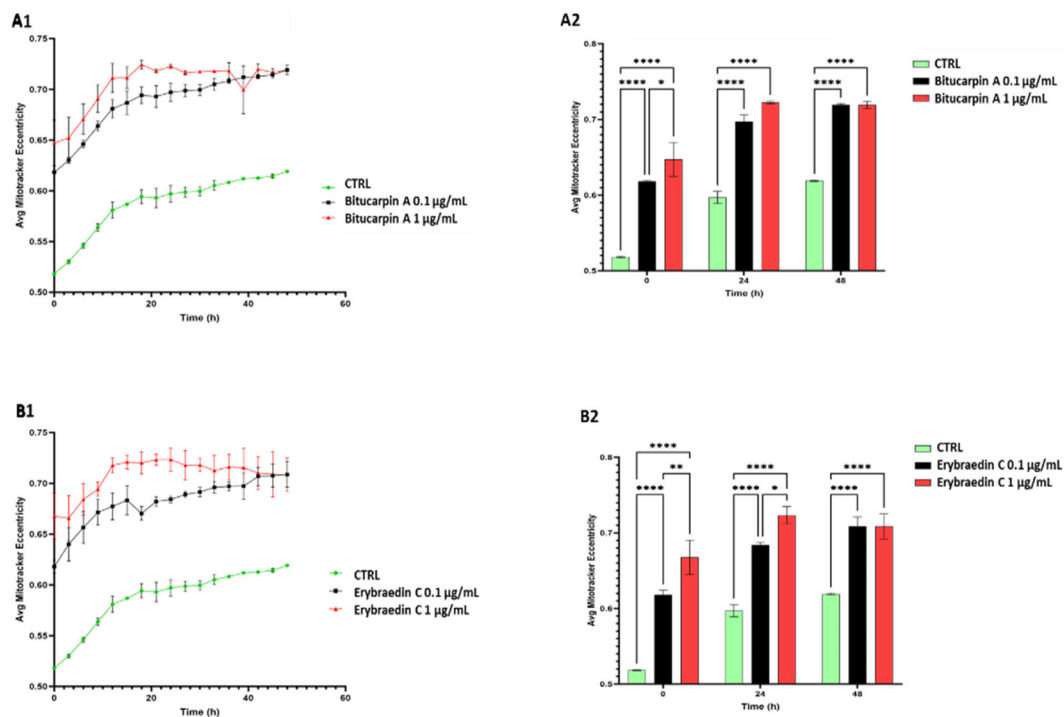 A1
0.75
0.70
0.65
0.60
0.55
0.50
Avg Mitotracker Eccentricity
0
20
40
60
Time (h)
CTRL
Bitucarpin A 0.1 µg/mL
Bitucarpin A 1 µg/mL
A2
0.8
0.7
0.6
0.5
Avg Mitotracker Eccentricity
**** ****
**** * **** ****
0
24
48
Time (h)
CTRL
Bitucarpin A 0.1 µg/mL
Bitucarpin A 1 µg/mL
B1
0.75
0.70
0.65
0.60
0.55
0.50
Avg Mitotracker Eccentricity
0
20
40
60
Time (h)
CTRL
Erybraedin C 0.1 µg/mL
Erybraedin C 1 µg/mL
B2
0.8
0.7
0.6
0.5
Avg Mitotracker Eccentricity
****
** **** ****
**** **** * ****
0
24
48
Time (h)
CTRL
Erybraedin C 0.1 µg/mL
Erybraedin C 1 µg/mL